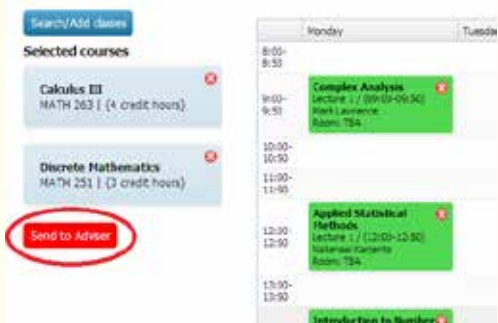 Search/Add classes
Selected courses
Calculus III
MATH 263 | (4 credit hours)
Discrete Mathematics
MATH 251 | (3 credit hours)
Send to Adviser
Monday
Tuesday
8:00-
8:50
9:00-
9:50
Complex Analysis
Lecture 1 / (09:00-09:50)
Mark Lawrence
Room: TBA
10:00-
10:50
11:00-
11:50
12:00-
12:50
Applied Statistical
Methods
Lecture 1 / (12:00-12:50)
Room: TBA
13:00-
13:50
Introduction to Number